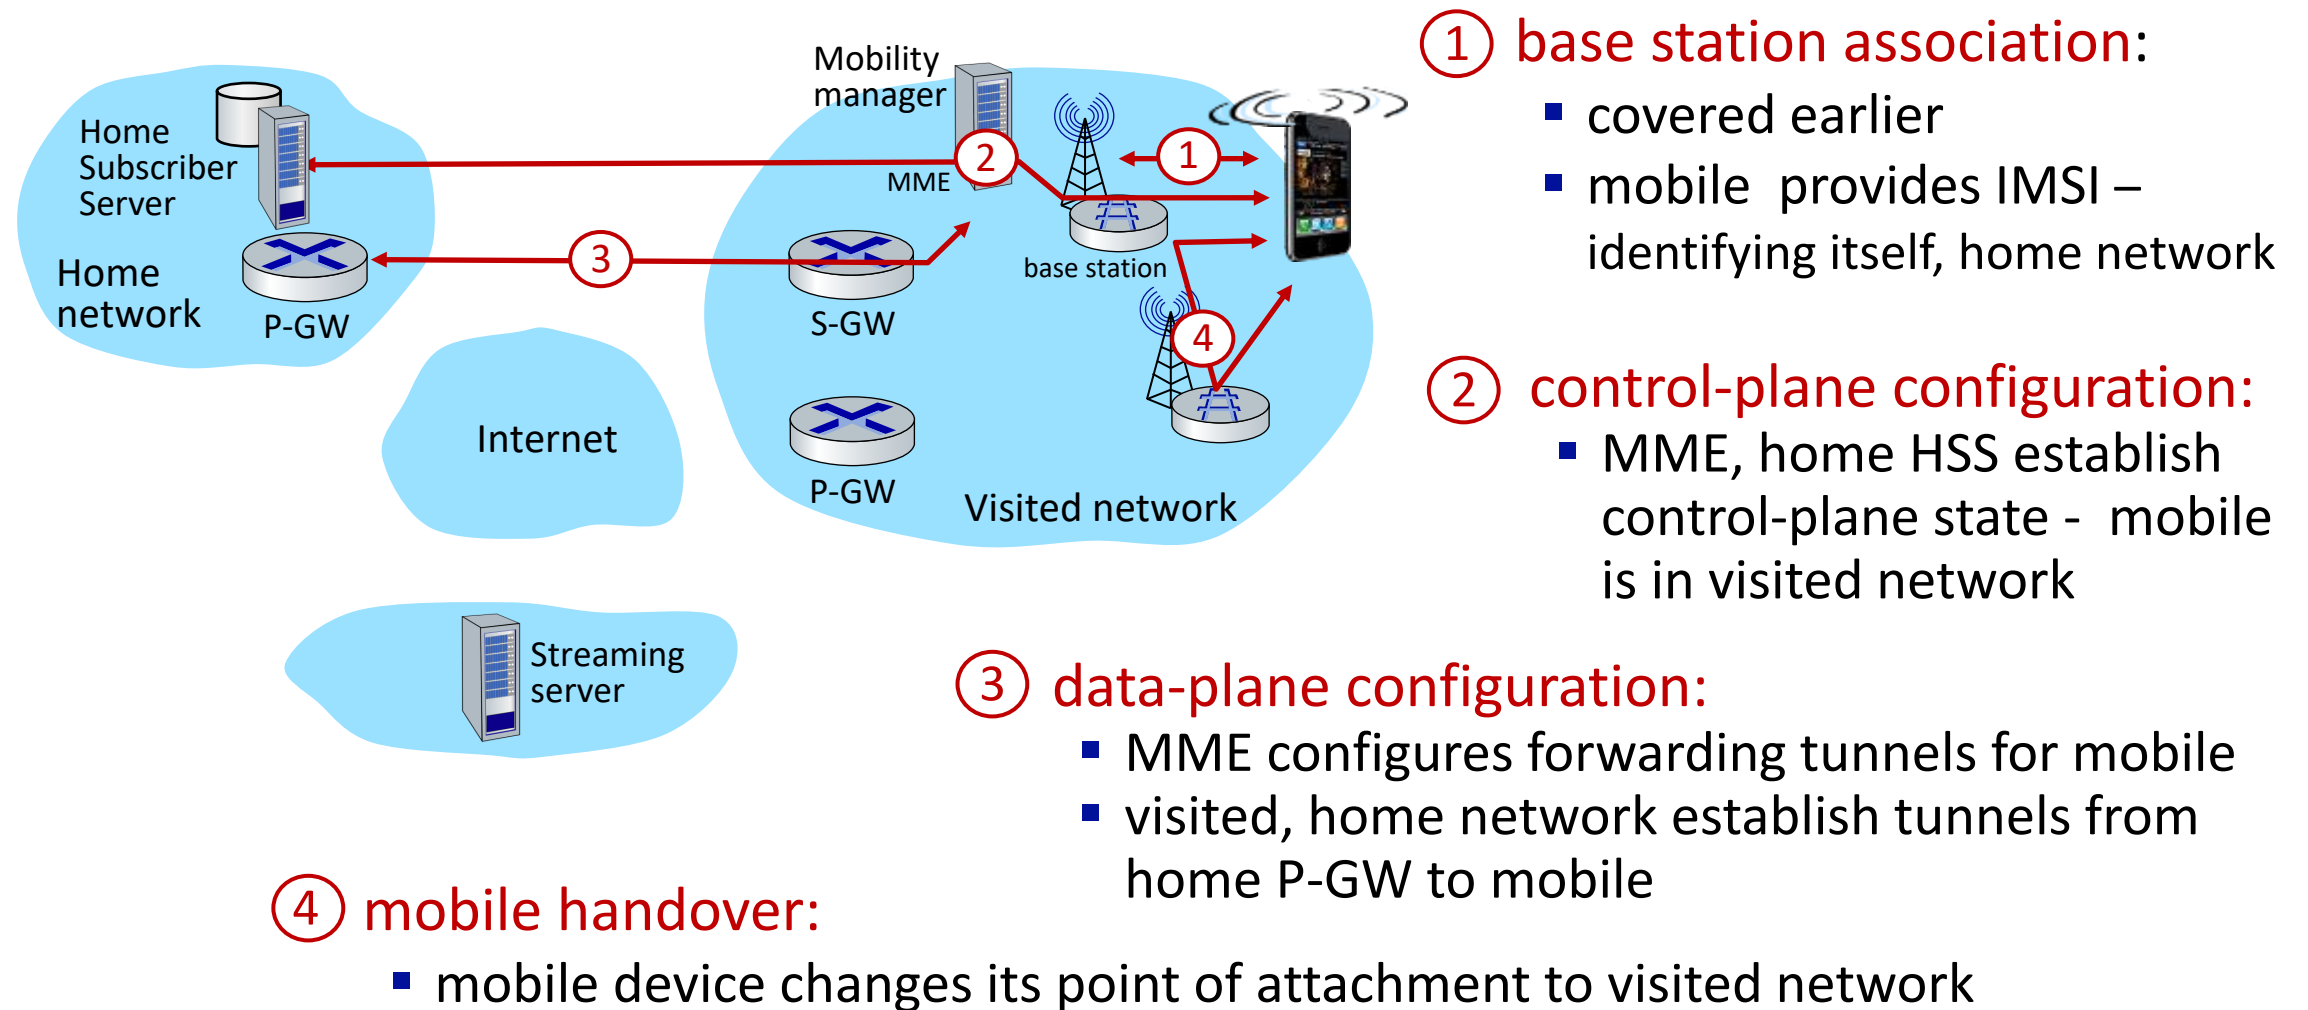 Home
Subscriber
Server
Home
network
P-GW
Mobility
manager
2
MME
1
3
S-GW
base station
4
Internet
P-GW
Visited network
Streaming
server
1 base station association:
▪ covered earlier
▪ mobile provides IMSI –
identifying itself, home network
2 control-plane configuration:
▪ MME, home HSS establish
control-plane state - mobile
is in visited network
3 data-plane configuration:
▪ MME configures forwarding tunnels for mobile
▪ visited, home network establish tunnels from
home P-GW to mobile
4 mobile handover:
▪ mobile device changes its point of attachment to visited network